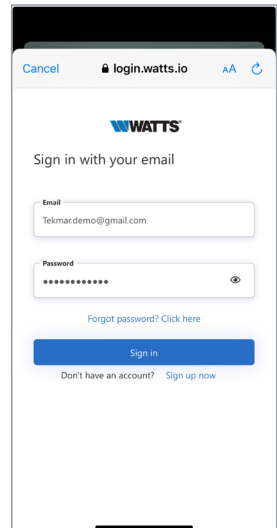 Cancel login.watts.io AA
WATTS
Sign in with your email
Email
Tekmar.demo@gmail.com
Password
••••••••••••
Forgot password? Click here
Sign in
Don't have an account? Sign up now